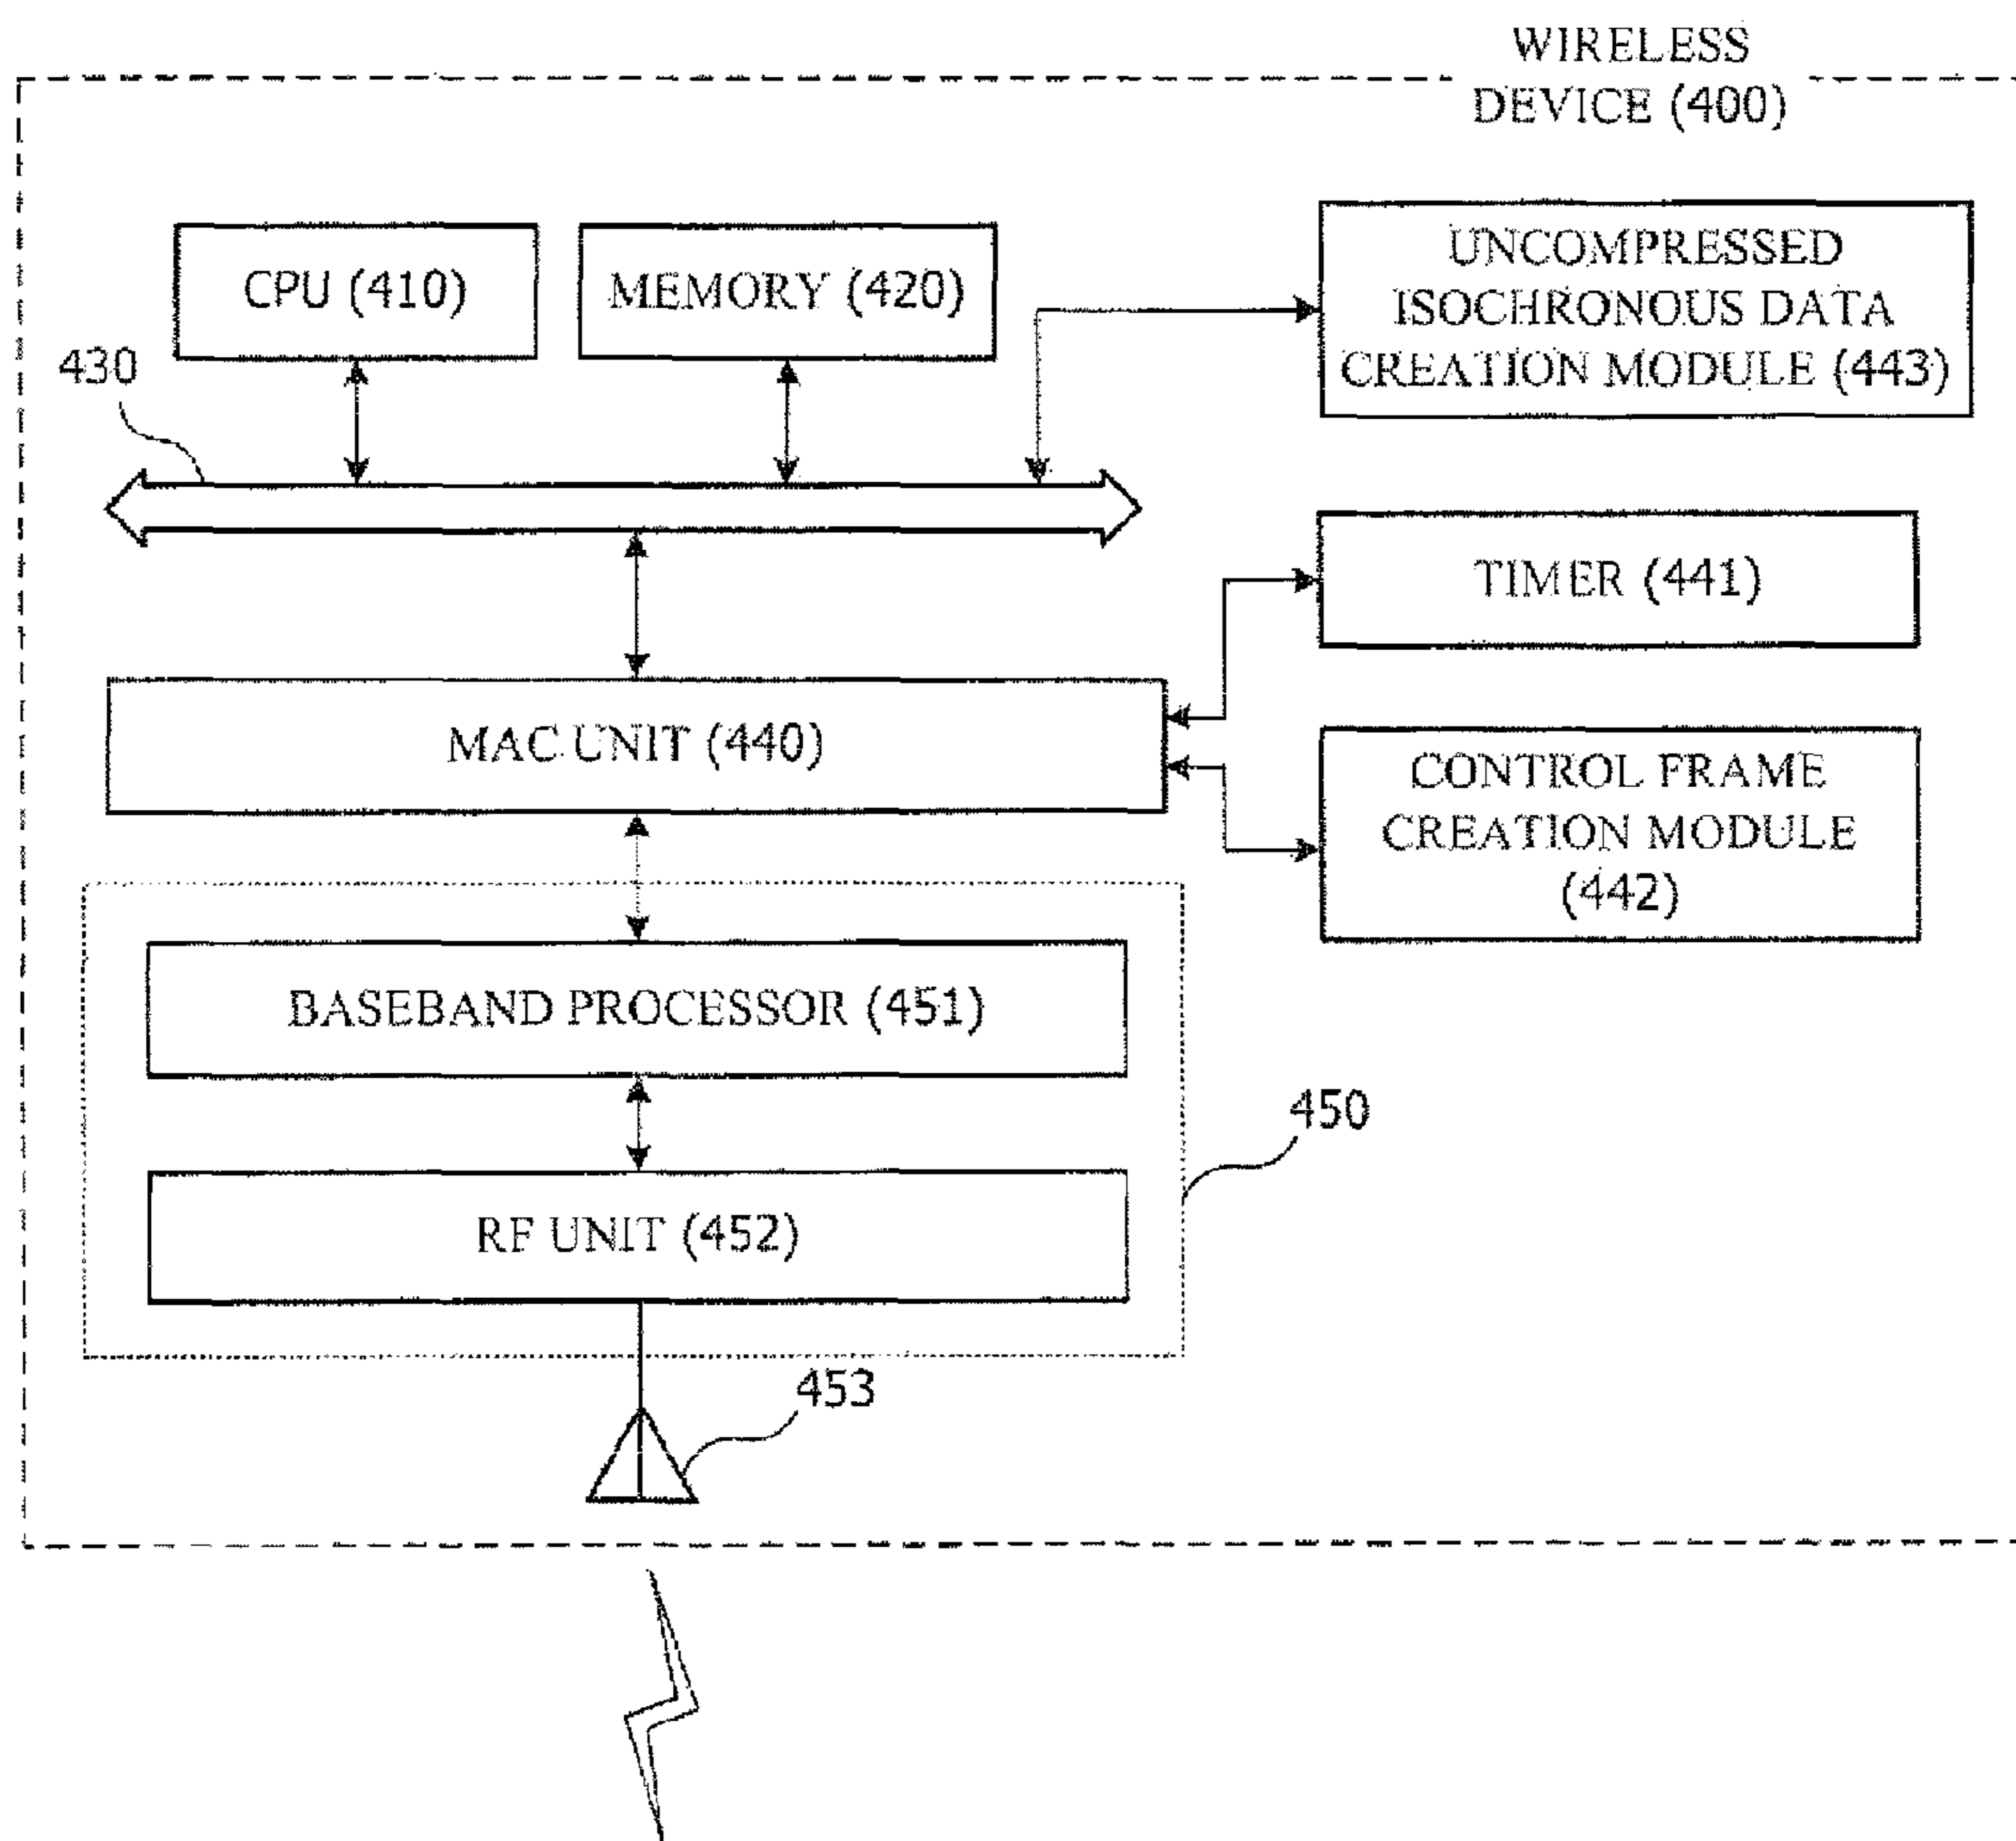 WIRELESS
DEVICE (400)
CPU (410)
MEMORY (420)
UNCOMPRESSED
ISOCHRONOUS DATA
CREATION MODULE (443)
430
TIMER (441)
MAC UNIT (440)
CONTROL FRAME
CREATION MODULE
(442)
BASEBAND PROCESSOR (451)
450
RF UNIT (452)
453